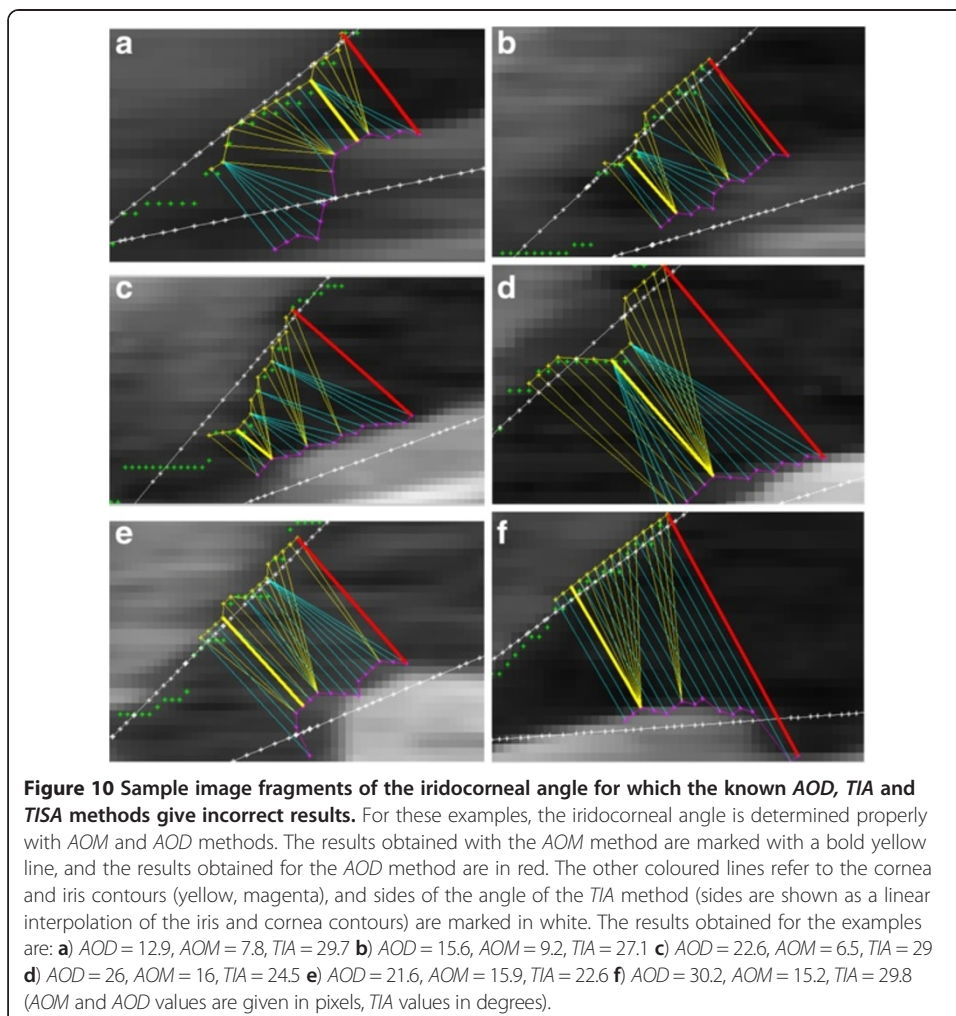 a
b
c
d
e
f
Figure 10 Sample image fragments of the iridocorneal angle for which the known AOD, TIA and
TISA methods give incorrect results. For these examples, the iridocorneal angle is determined properly
with AOM and AOD methods. The results obtained with the AOM method are marked with a bold yellow
line, and the results obtained for the AOD method are in red. The other coloured lines refer to the cornea
and iris contours (yellow, magenta), and sides of the angle of the TIA method (sides are shown as a linear
interpolation of the iris and cornea contours) are marked in white. The results obtained for the examples
are: a) AOD = 12.9, AOM = 7.8, TIA = 29.7 b) AOD = 15.6, AOM = 9.2, TIA = 27.1 c) AOD = 22.6, AOM = 6.5, TIA = 29
d) AOD = 26, AOM = 16, TIA = 24.5 e) AOD = 21.6, AOM = 15.9, TIA = 22.6 f) AOD = 30.2, AOM = 15.2, TIA = 29.8
(AOM and AOD values are given in pixels, TIA values in degrees).